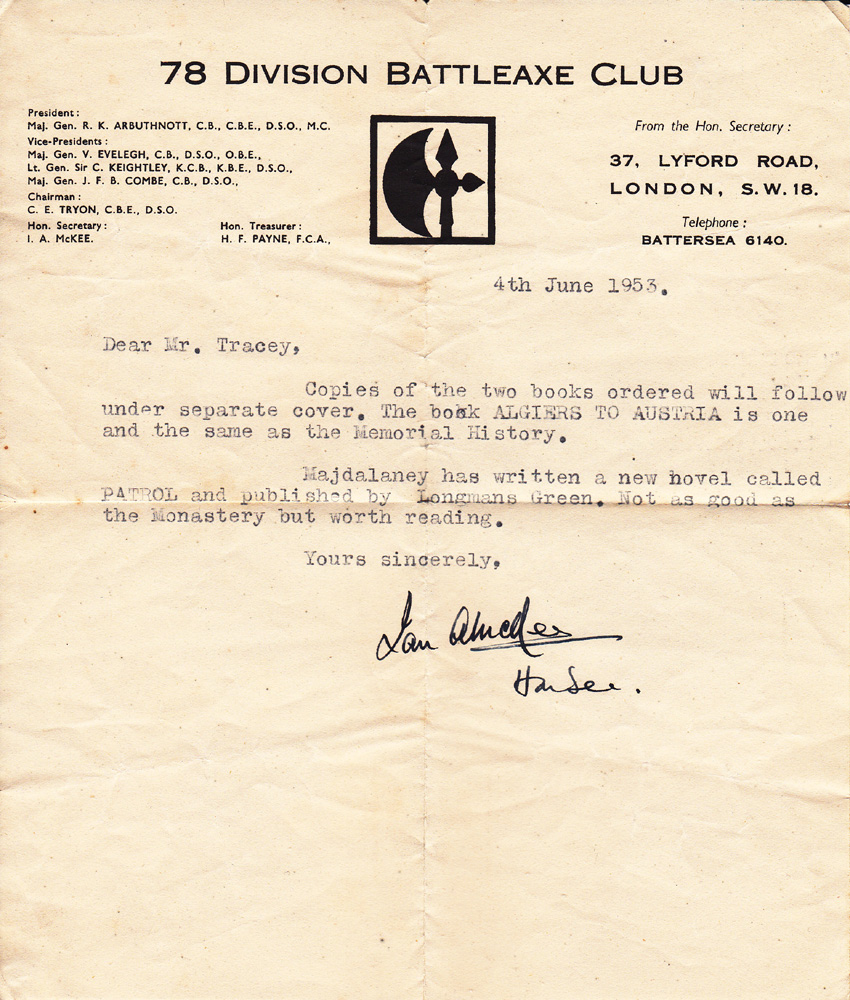 78 DIVISION BATTLEAXE CLUB
President:
Maj. Gen. R. K. ARBUTHNOTT, C.B., C.B.E., D.S.O., M.C.
Vice-Presidents:
Maj. Gen. V. EVELEGH, C.B., D.S.O., O.B.E.,
Lt. Gen. Sir C. KEIGHTLEY, K.C.B., K.B.E., D.S.O.,
Maj. Gen. J. F. B. COMBE, C.B., D.S.O.,
Chairman:
C. E. TRYON, C.B.E., D.S.O.
Hon. Secretary: Hon. Treasurer:
I. A. McKEE. H. F. PAYNE, F.C.A.,
From the Hon. Secretary:
37, LYFORD ROAD,
LONDON, S.W.18.
Telephone:
BATTERSEA 6140.
4th June 1953.
Dear Mr. Tracey,
Copies of the two books ordered will follow
under separate cover. The book ALGIERS TO AUSTRIA is one
and the same as the Memorial History.
Majdalaney has written a new novel called
PATROL and published by Longmans Green. Not as good as
the Monastery but worth reading.
Yours sincerely,
Ian A McKee
Hon Sec.